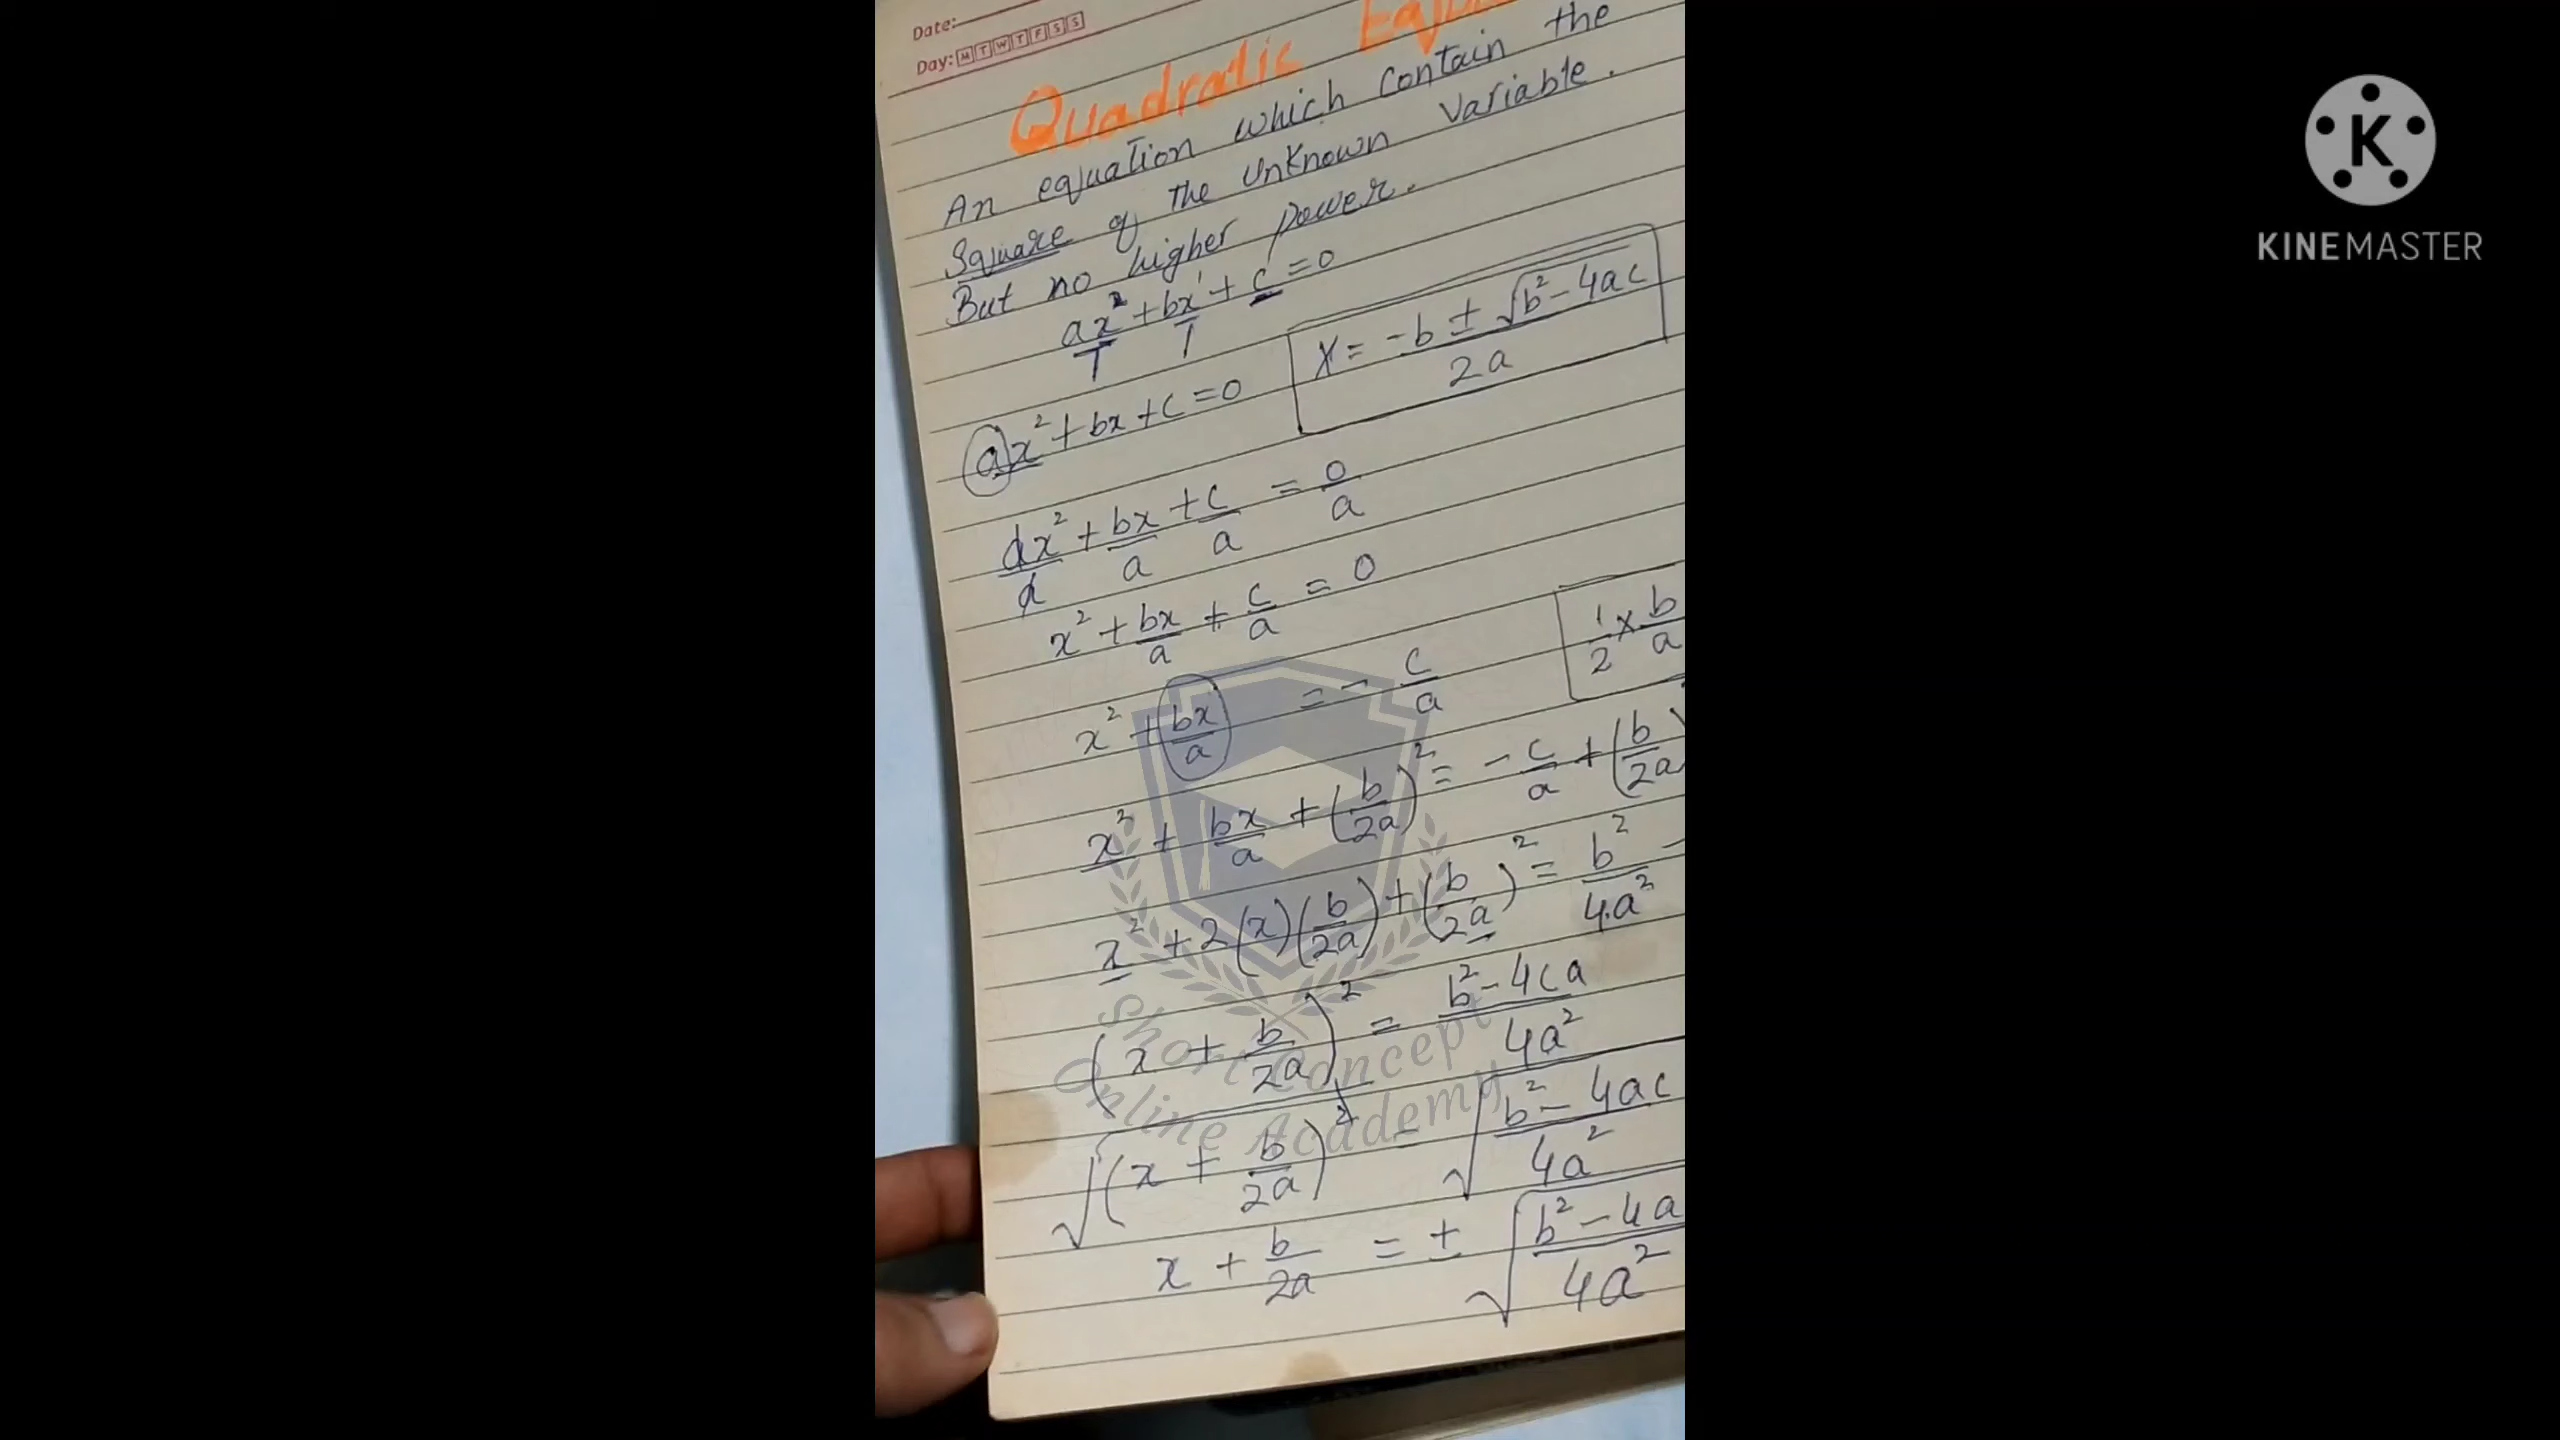 Date:
Day: M T W T F S S
Quadratic
An equation which contain the
Square of the unknown variable.
But no higher power.
ax² + bx¹ + c = 0
ax² + bx + c = 0
X = -b ± √b² - 4ac / 2a
ax²/a + bx/a + c/a = 0/a
x² + bx/a + c/a = 0
1/2 × b/a
x² + bx/a = - c/a
x² + bx/a + (b/2a)² = - c/a + (b/2a)
x² + 2(x)(b/2a) + (b/2a)² = b²/4a² -
(x + b/2a)² = b² - 4ca / 4a²
√(x + b/2a)² = √b² - 4ac / 4a²
x + b/2a = ± √b² - 4a / 4a²
Short Concept
Online Academy
K
KINEMASTER